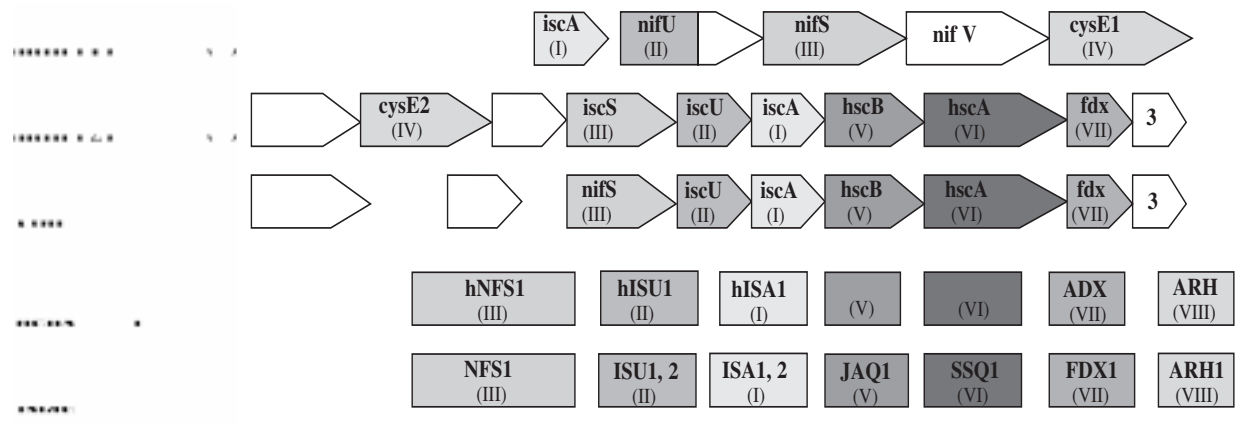 iscA nifU nifS nif V cysE1
(I) (II) (III) (IV)
cysE2 iscS iscU iscA hscB hscA fdx 3
(IV) (III) (II) (I) (V) (VI) (VII)
nifS iscU iscA hscB hscA fdx 3
(III) (II) (I) (V) (VI) (VII)
hNFS1 hISU1 hISA1 ADX ARH
(III) (II) (I) (V) (VI) (VII) (VIII)
NFS1 ISU1, 2 ISA1, 2 JAQ1 SSQ1 FDX1 ARH1
(III) (II) (I) (V) (VI) (VII) (VIII)